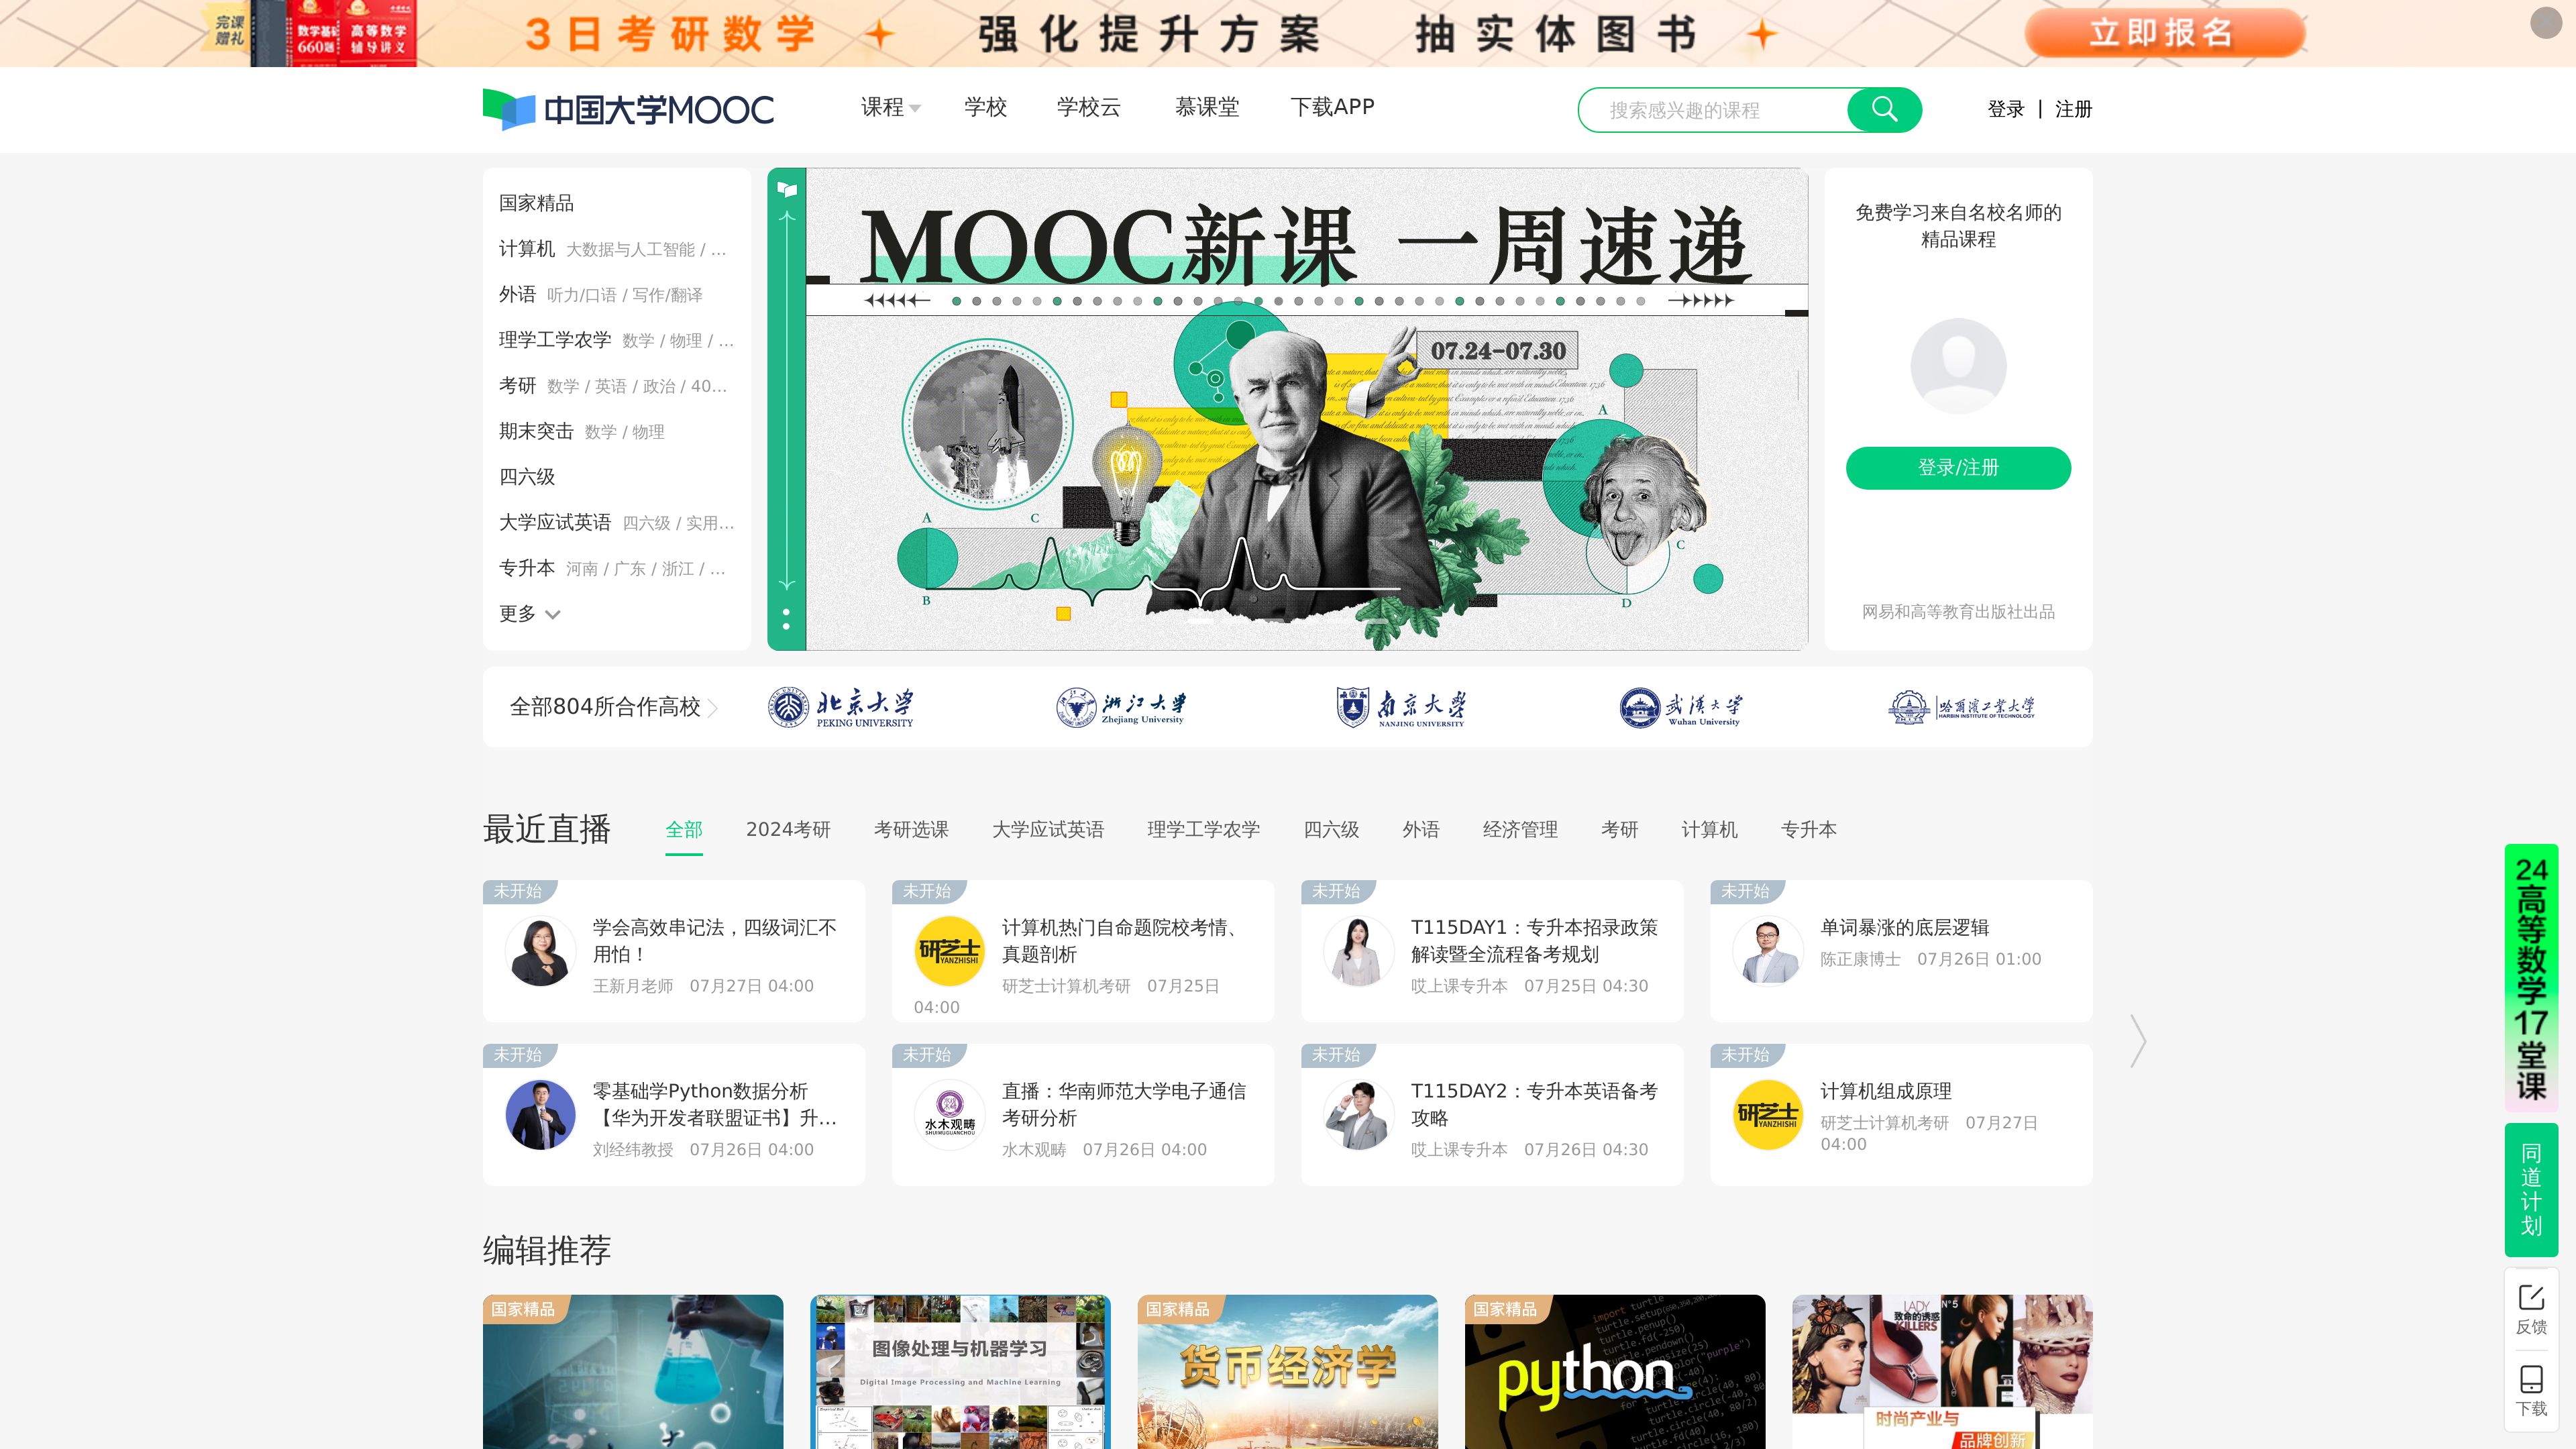 完课
赠礼
数学基础
660题
高等数学
辅导讲义
3日考研数学
强化提升方案
抽实体图书
立即报名
中国大学MOOC
课程
学校
学校云
慕课堂
下载APP
搜索感兴趣的课程
登录 | 注册
国家精品
计算机 大数据与人工智能 / ...
外语 听力/口语 / 写作/翻译
理学工学农学 数学 / 物理 / ...
考研 数学 / 英语 / 政治 / 40...
期末突击 数学 / 物理
四六级
大学应试英语 四六级 / 实用...
专升本 河南 / 广东 / 浙江 / ...
更多
MOOC新课 一周速递
07.24-07.30
A
C
B
A
C
D
免费学习来自名校名师的
精品课程
登录/注册
网易和高等教育出版社出品
全部804所合作高校
北京大学
PEKING UNIVERSITY
浙江大学
Zhejiang University
南京大学
NANJING UNIVERSITY
武汉大学
Wuhan University
哈尔滨工业大学
HARBIN INSTITUTE OF TECHNOLOGY
最近直播
全部
2024考研
考研选课
大学应试英语
理学工学农学
四六级
外语
经济管理
考研
计算机
专升本
未开始
学会高效串记法，四级词汇不
用怕！
王新月老师 07月27日 04:00
未开始
研芝士
YANZHISHI
计算机热门自命题院校考情、
真题剖析
研芝士计算机考研 07月25日
04:00
未开始
T115DAY1：专升本招录政策
解读暨全流程备考规划
哎上课专升本 07月25日 04:30
未开始
单词暴涨的底层逻辑
陈正康博士 07月26日 01:00
未开始
零基础学Python数据分析
【华为开发者联盟证书】升...
刘经纬教授 07月26日 04:00
未开始
水木观畴
SHUIMUGUANCHOU
直播：华南师范大学电子通信
考研分析
水木观畴 07月26日 04:00
未开始
T115DAY2：专升本英语备考
攻略
哎上课专升本 07月26日 04:30
未开始
研芝士
YANZHISHI
计算机组成原理
研芝士计算机考研 07月27日
04:00
编辑推荐
国家精品
图像处理与机器学习
Digital Image Processing and Machine Learning
国家精品
货币经济学
国家精品
python
import turtle
LADY
致命的诱惑
KILLERS
N°5
时尚产业与
品牌创新
24
高
等
数
学
17
堂
课
同
道
计
划
反馈
下载